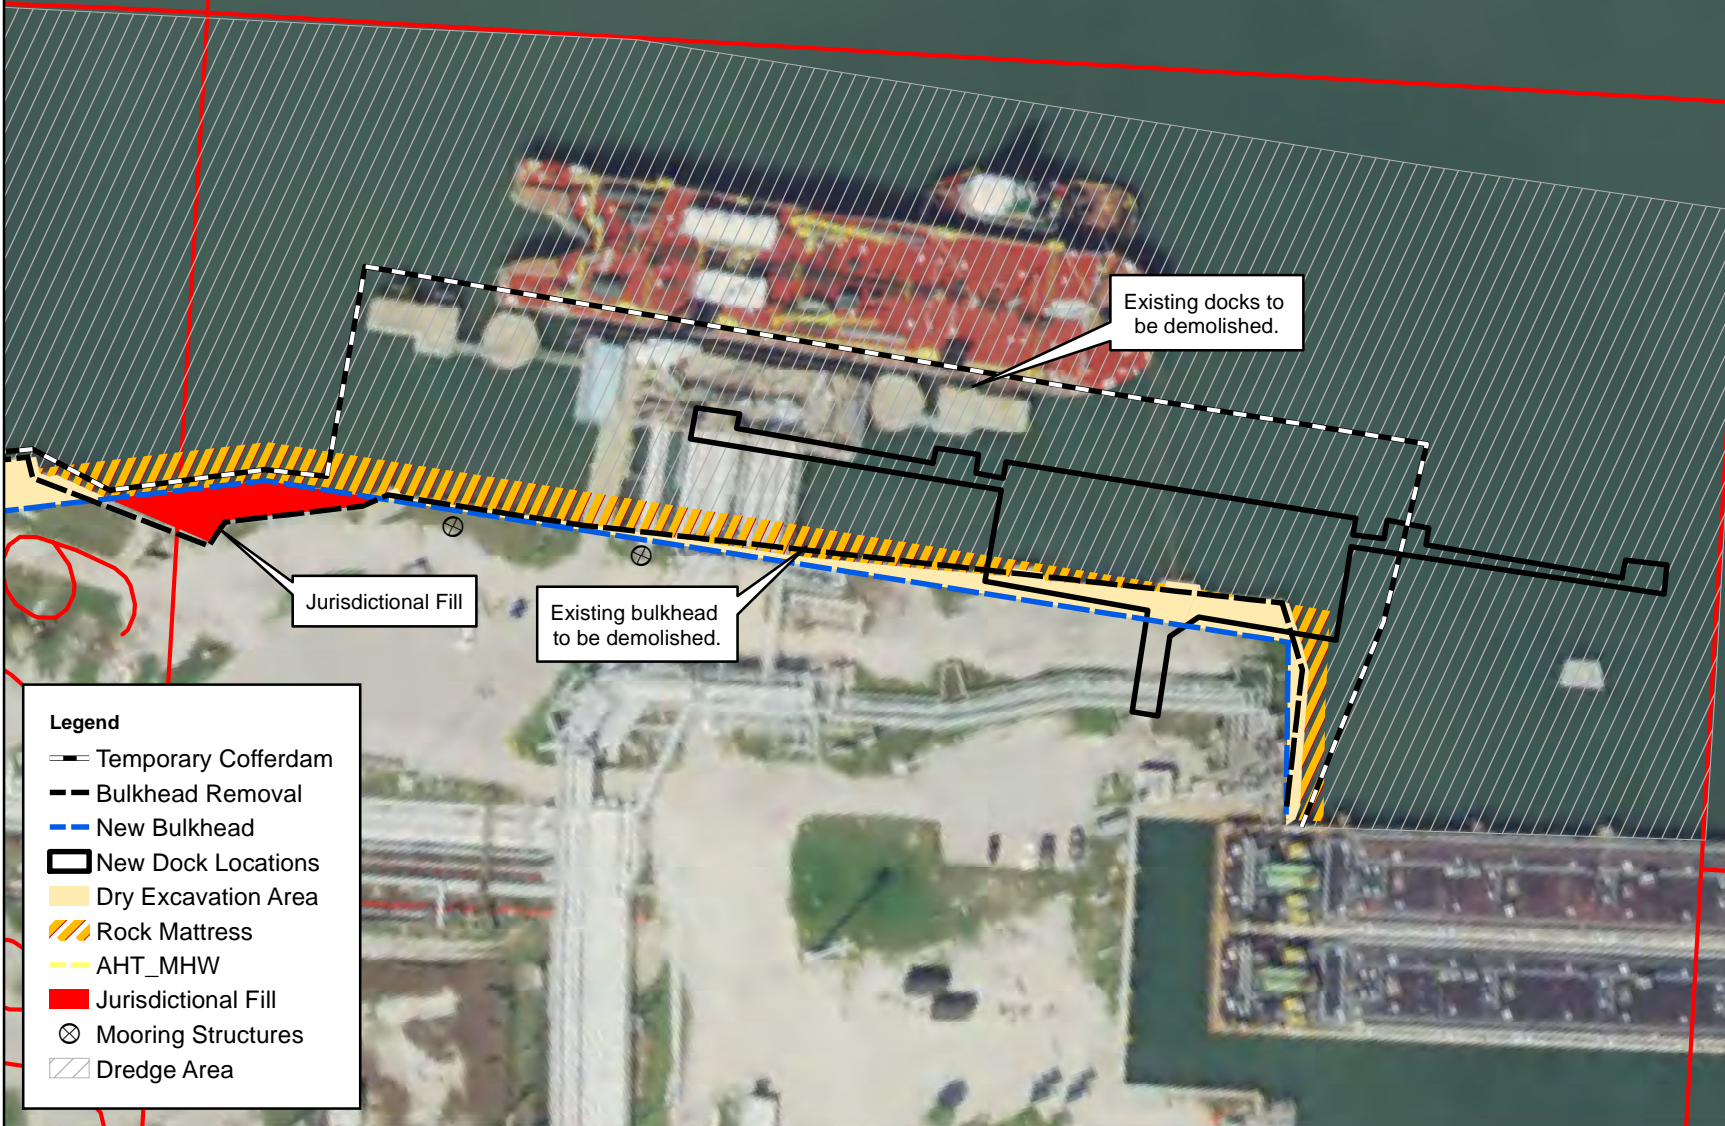 Existing docks to
be demolished.
Jurisdictional Fill
Existing bulkhead
to be demolished.
Legend
Temporary Cofferdam
Bulkhead Removal
New Bulkhead
New Dock Locations
Dry Excavation Area
Rock Mattress
AHT_MHW
Jurisdictional Fill
Mooring Structures
Dredge Area